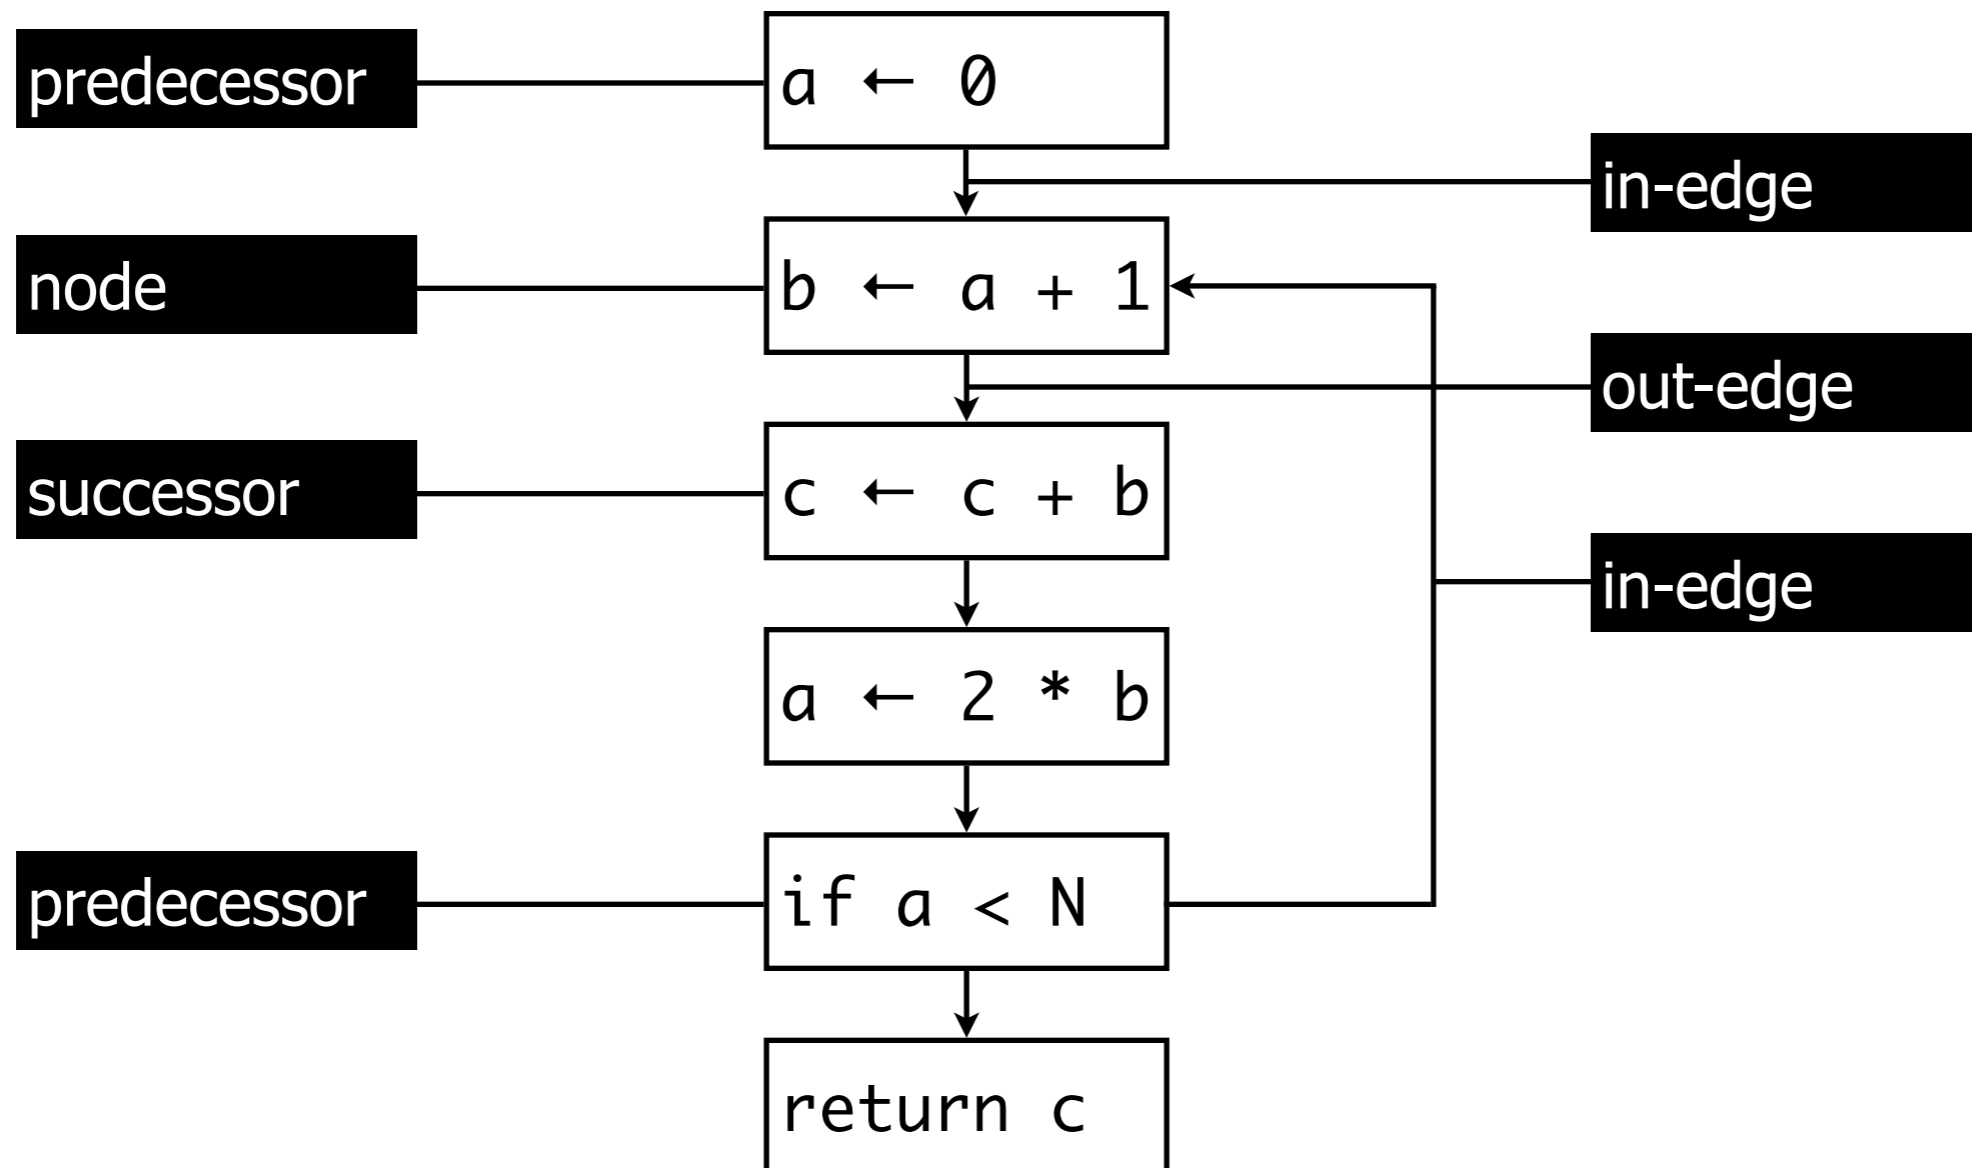 predecessor
a ← 0
in-edge
node
b ← a + 1
out-edge
successor
c ← c + b
in-edge
a ← 2 * b
predecessor
if a < N
return c